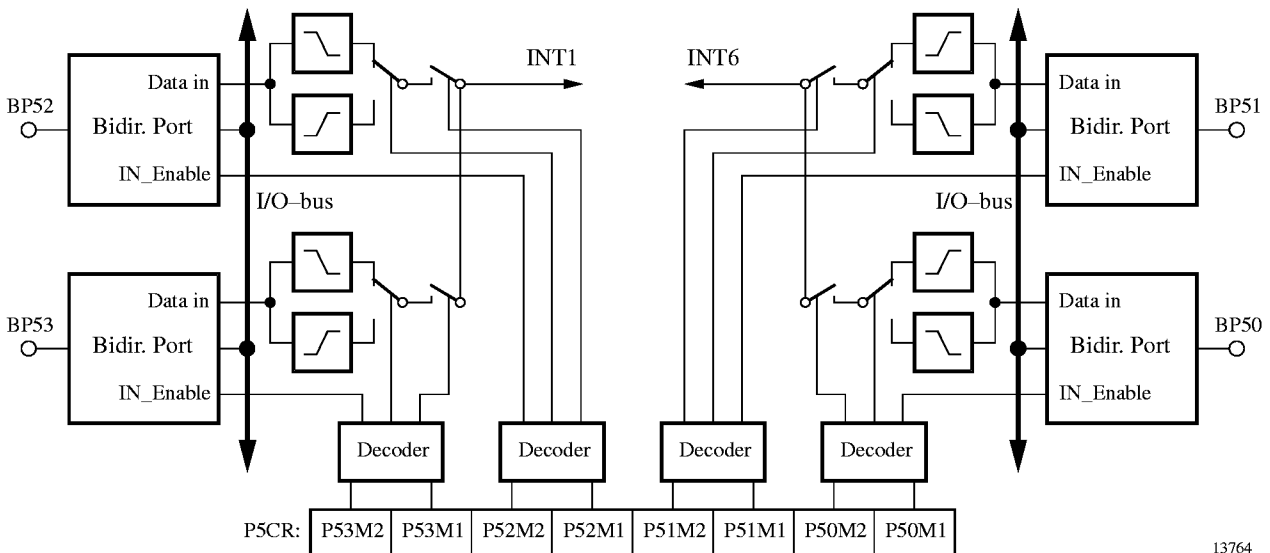 INT1
INT6
Data in
Data in
BP52
BP51
Bidir. Port
Bidir. Port
IN_Enable
IN_Enable
I/O–bus
I/O–bus
Data in
Data in
BP53
BP50
Bidir. Port
Bidir. Port
IN_Enable
IN_Enable
Decoder
Decoder
Decoder
Decoder
P5CR: P53M2 P53M1 P52M2 P52M1 P51M2 P51M1 P50M2 P50M1
13764